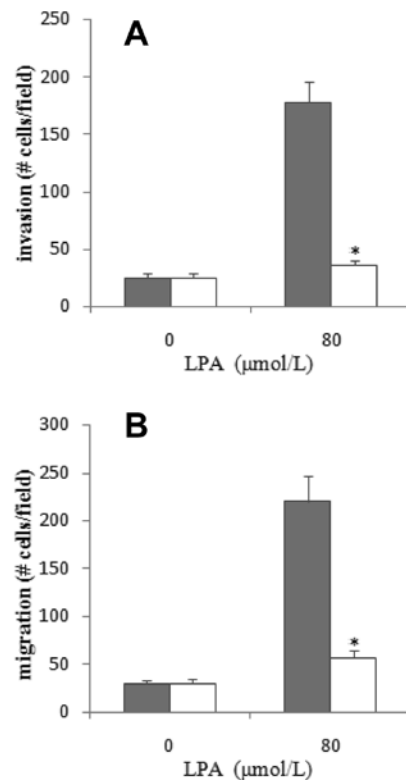 A
250
200
150
100
50
0
invasion (# cells/field)
*
0 80
LPA (μmol/L)
B
300
250
200
150
100
50
0
migration (# cells/field)
*
0 80
LPA (μmol/L)